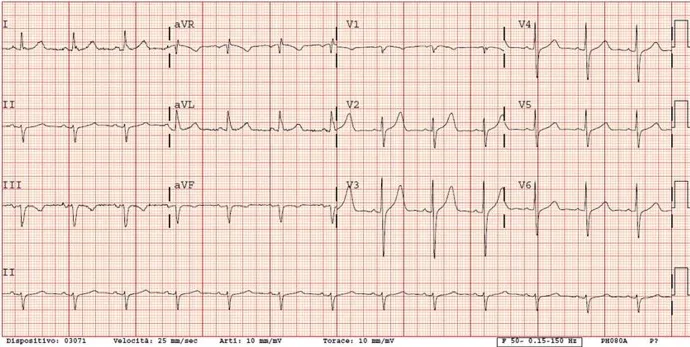 I aVR V1 V4
II aVL V2 V5
III aVF V3 V6
II
Dispositivo: 03071 Velocità: 25 mm/sec Arti: 10 mm/mV Torace: 10 mm/mV F 50- 0.15-150 Hz PH080A P?